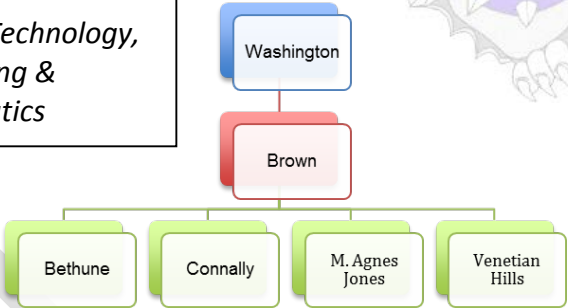 Technology,
ng &
tics
Washington
Brown
Bethune
Connally
M. Agnes
Jones
Venetian
Hills